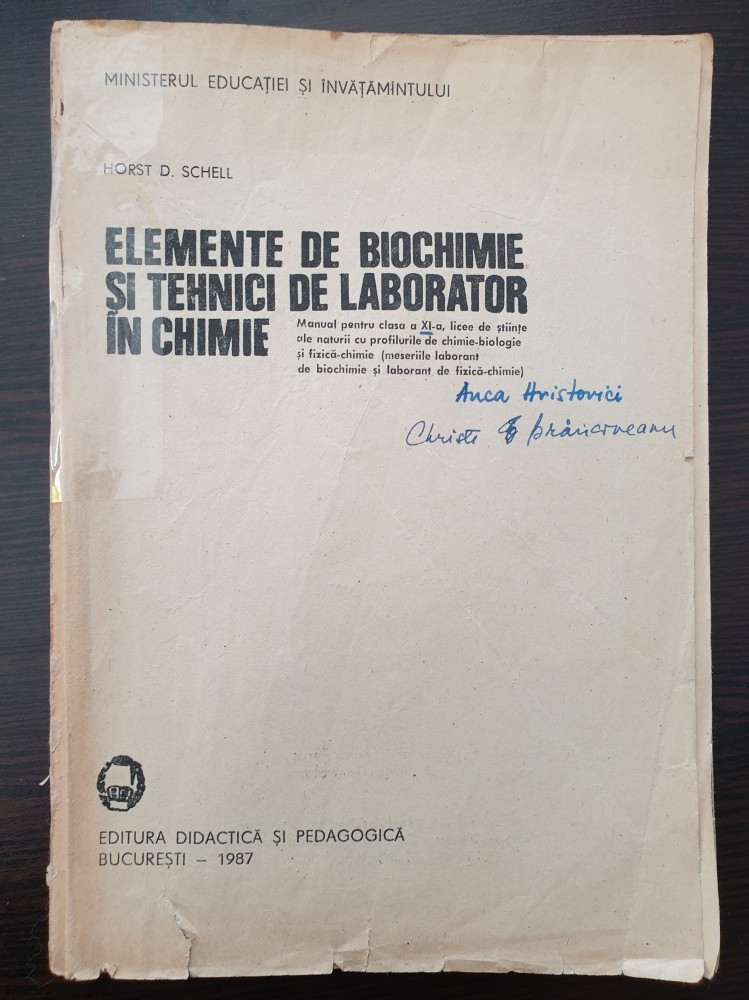 MINISTERUL EDUCAȚIEI ȘI ÎNVĂȚĂMÎNTULUI
HORST D. SCHELL
ELEMENTE DE BIOCHIMIE
ȘI TEHNICI DE LABORATOR
ÎN CHIMIE
Manual pentru clasa a XI-a, licee de științe
ale naturii cu profilurile de chimie-biologie
și fizică-chimie (meseriile laborant
de biochimie și laborant de fizică-chimie)
Anca Hristovici
Christi Brâncoveanu
EDITURA DIDACTICĂ ȘI PEDAGOGICĂ
BUCUREȘTI – 1987